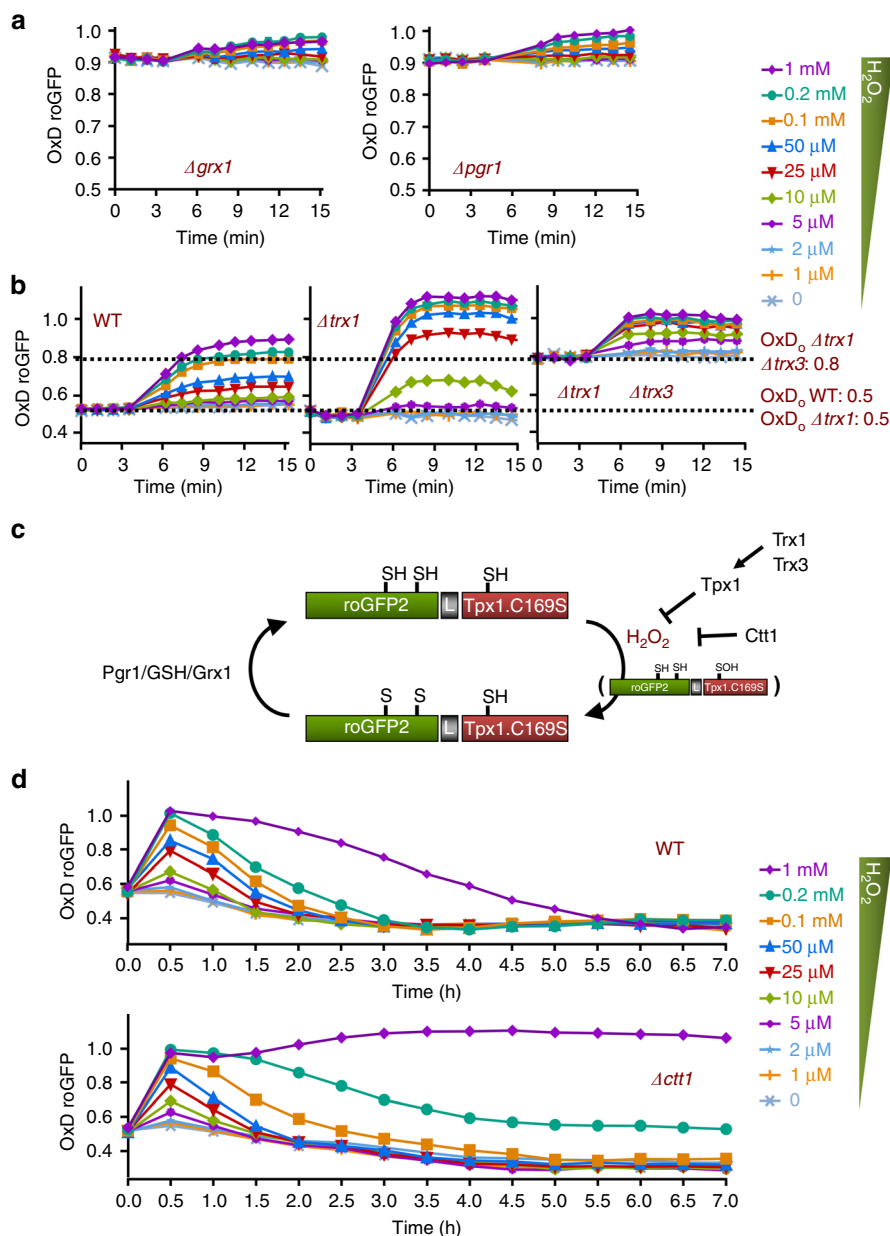 a
OxD roGFP
1.0
0.9
0.8
0.7
0.6
0.5
Δgrx1
0 3 6 9 12 15
Time (min)
OxD roGFP
1.0
0.9
0.8
0.7
0.6
0.5
Δpgr1
0 3 6 9 12 15
Time (min)
H2O2
1 mM
0.2 mM
0.1 mM
50 μM
25 μM
10 μM
5 μM
2 μM
1 μM
0
b
OxD roGFP
1.0
0.8
0.6
0.4
WT
0 3 6 9 12 15
Time (min)
Δtrx1
0 3 6 9 12 15
Time (min)
Δtrx1 Δtrx3
0 3 6 9 12 15
Time (min)
OxDo Δtrx1
Δtrx3: 0.8
OxDo WT: 0.5
OxDo Δtrx1: 0.5
c
SH SH SH
roGFP2 L Tpx1.C169S
Pgr1/GSH/Grx1
S S SH
roGFP2 L Tpx1.C169S
Trx1
Trx3
Tpx1
H2O2
Ctt1
SH SH SOH
( roGFP2 L Tpx1.C169S )
d
OxD roGFP
1.0
0.8
0.6
0.4
WT
0.0 0.5 1.0 1.5 2.0 2.5 3.0 3.5 4.0 4.5 5.0 5.5 6.0 6.5 7.0
Time (h)
OxD roGFP
1.0
0.8
0.6
0.4
Δctt1
0.0 0.5 1.0 1.5 2.0 2.5 3.0 3.5 4.0 4.5 5.0 5.5 6.0 6.5 7.0
Time (h)
H2O2
1 mM
0.2 mM
0.1 mM
50 μM
25 μM
10 μM
5 μM
2 μM
1 μM
0